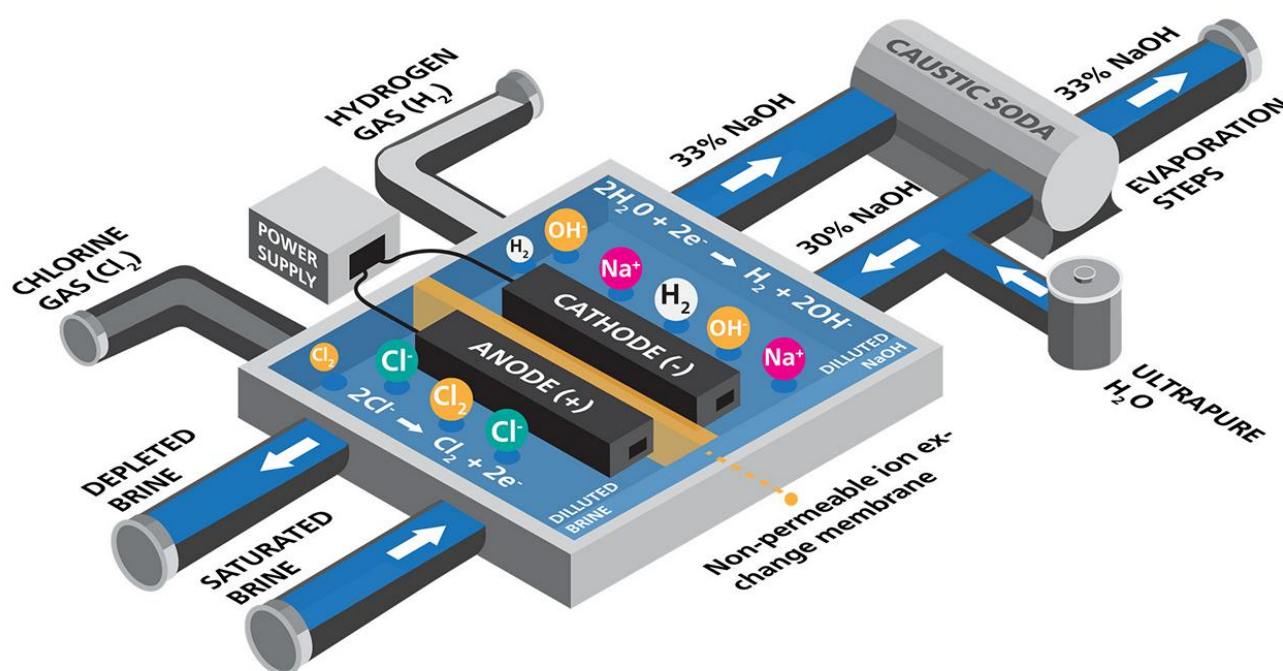 HYDROGEN
GAS (H₂)
CHLORINE
GAS (Cl₂)
POWER
SUPPLY
33% NaOH
CAUSTIC SODA
33% NaOH
EVAPORATION
STEPS
30% NaOH
ULTRAPURE
H₂O
2H₂0 + 2e⁻ → H₂ + 2OH⁻
H₂
OH⁻
Na⁺
H₂
OH⁻
Na⁺
CATHODE (-)
DILLUTED
NaOH
ANODE (+)
Cl₂
Cl⁻
Cl₂
Cl⁻
2Cl⁻ → Cl₂ + 2e⁻
DILLUTED
BRINE
DEPLETED
BRINE
SATURATED
BRINE
Non-permeable ion ex-
change membrane